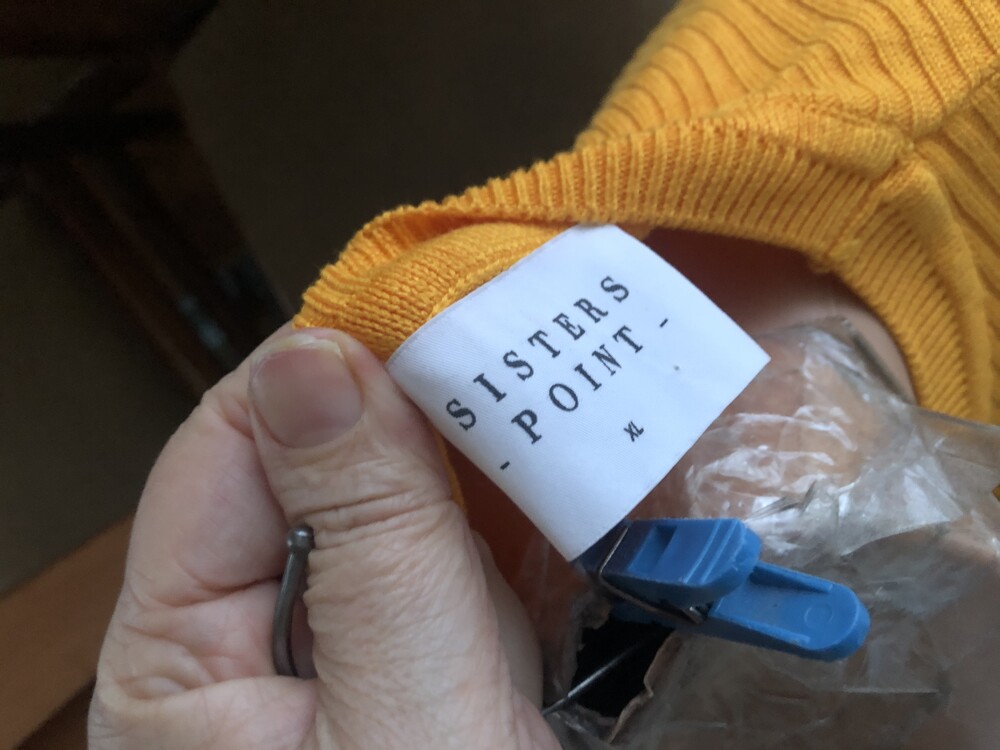 SISTERS
- POINT -
XL